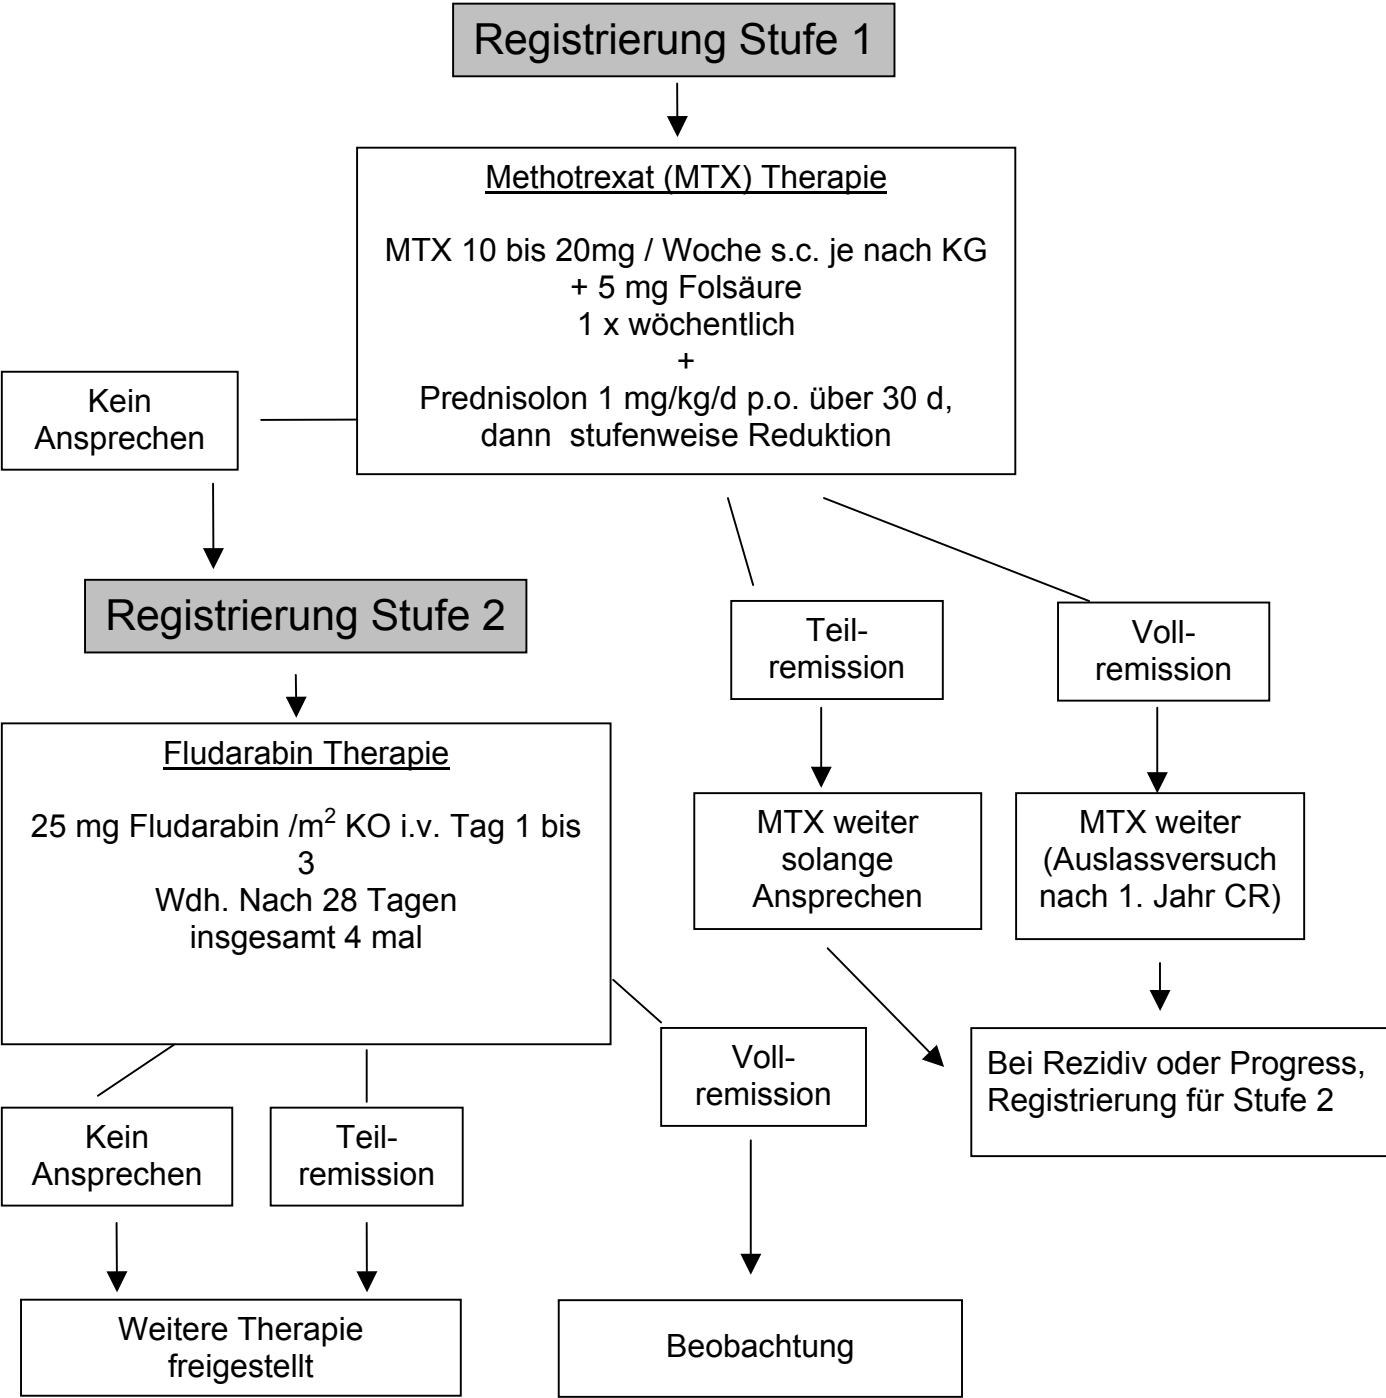 Registrierung Stufe 1
Methotrexat (MTX) Therapie
MTX 10 bis 20mg / Woche s.c. je nach KG
+ 5 mg Folsäure
1 x wöchentlich
+
Prednisolon 1 mg/kg/d p.o. über 30 d,
dann stufenweise Reduktion
Kein
Ansprechen
Registrierung Stufe 2
Teil-
remission
Voll-
remission
Fludarabin Therapie
25 mg Fludarabin /m² KO i.v. Tag 1 bis
3
Wdh. Nach 28 Tagen
insgesamt 4 mal
MTX weiter
solange
Ansprechen
MTX weiter
(Auslassversuch
nach 1. Jahr CR)
Voll-
remission
Bei Rezidiv oder Progress,
Registrierung für Stufe 2
Kein
Ansprechen
Teil-
remission
Weitere Therapie
freigestellt
Beobachtung